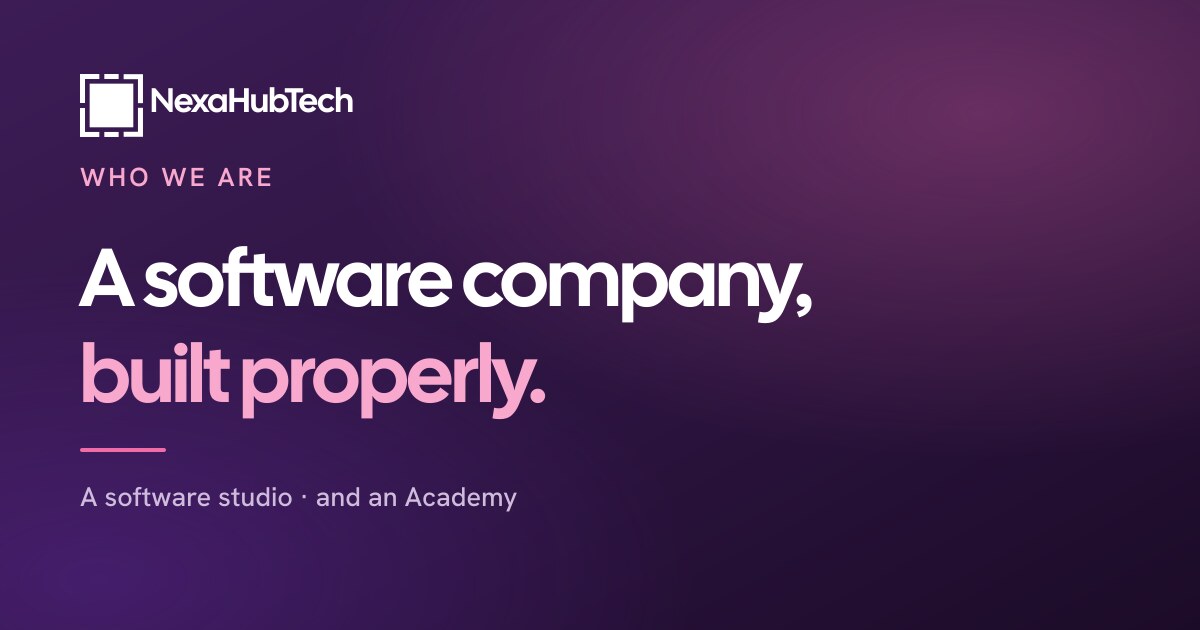 NexaHubTech
WHO WE ARE
A software company,
built properly.
A software studio · and an Academy